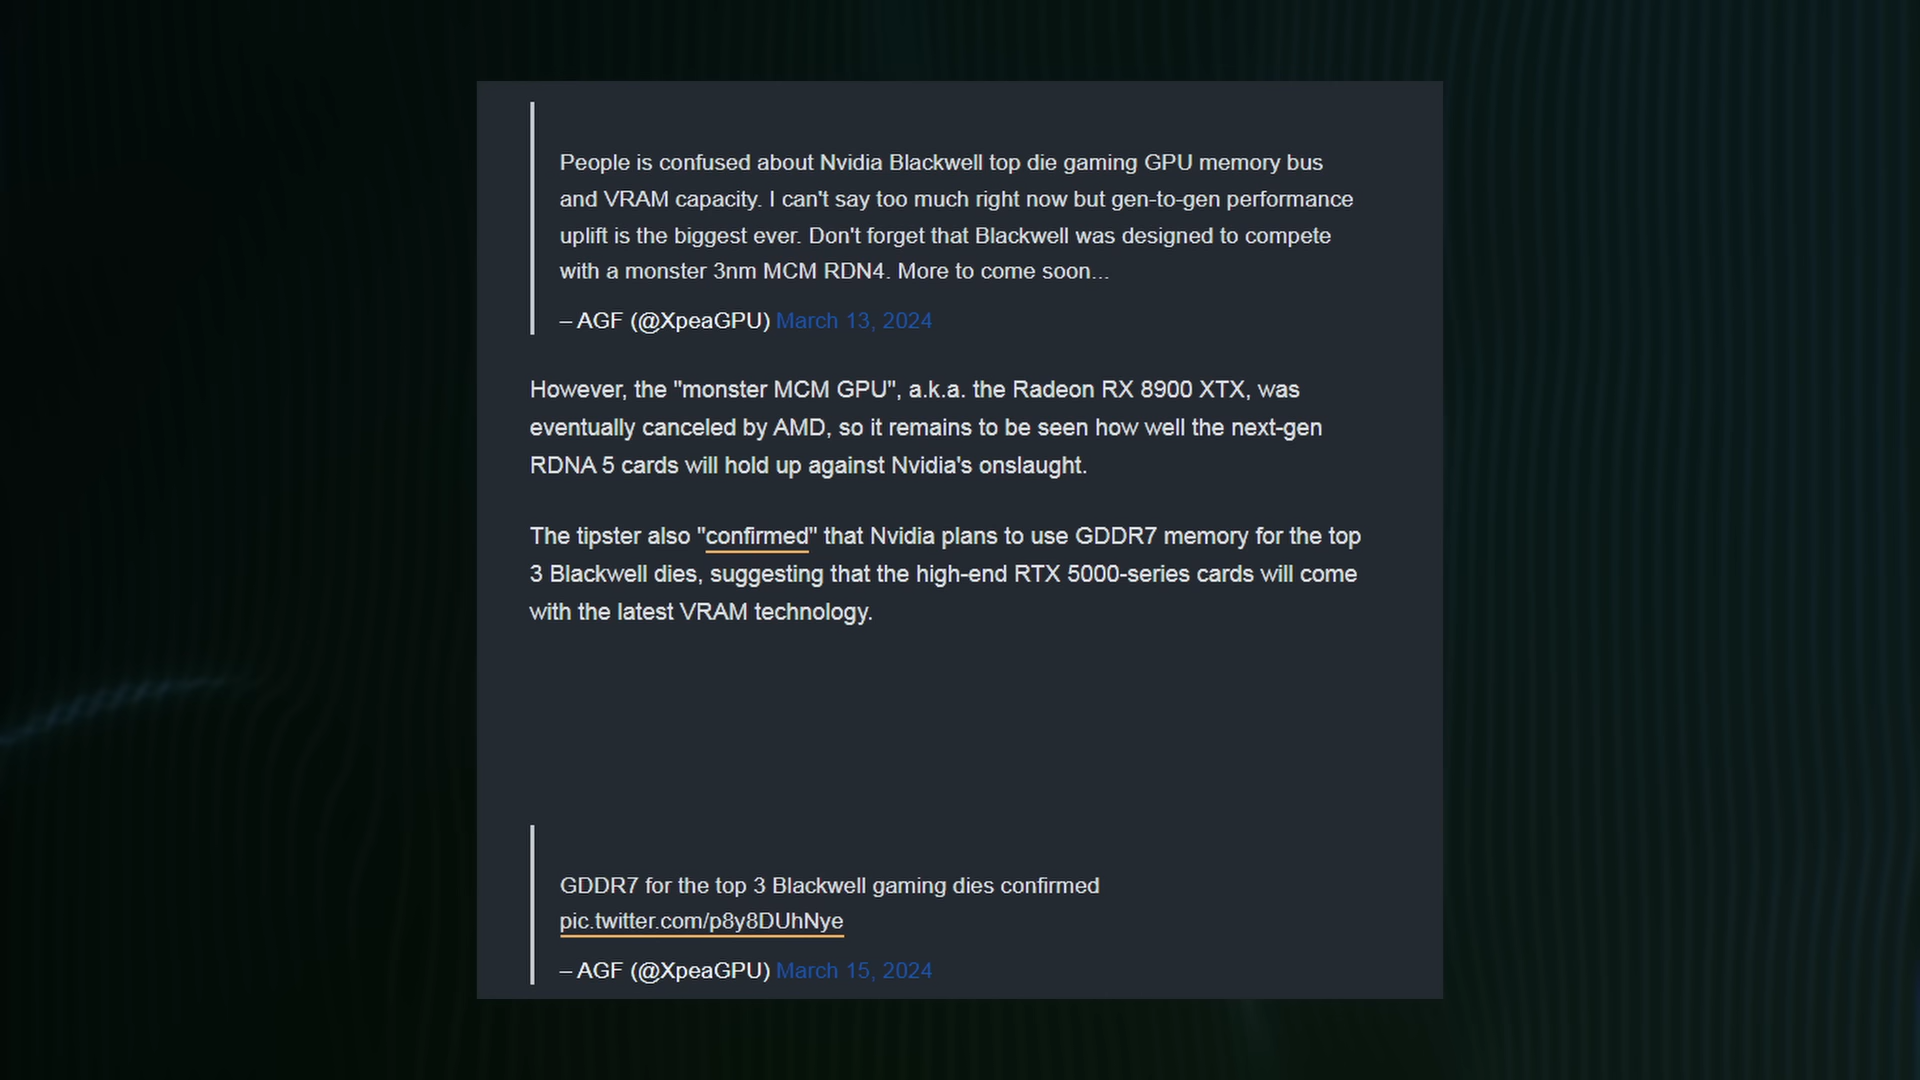 People is confused about Nvidia Blackwell top die gaming GPU memory bus
and VRAM capacity. I can't say too much right now but gen-to-gen performance
uplift is the biggest ever. Don't forget that Blackwell was designed to compete
with a monster 3nm MCM RDN4. More to come soon...
– AGF (@XpeaGPU) March 13, 2024
However, the "monster MCM GPU", a.k.a. the Radeon RX 8900 XTX, was
eventually canceled by AMD, so it remains to be seen how well the next-gen
RDNA 5 cards will hold up against Nvidia's onslaught.
The tipster also "confirmed" that Nvidia plans to use GDDR7 memory for the top
3 Blackwell dies, suggesting that the high-end RTX 5000-series cards will come
with the latest VRAM technology.
GDDR7 for the top 3 Blackwell gaming dies confirmed
pic.twitter.com/p8y8DUhNye
– AGF (@XpeaGPU) March 15, 2024